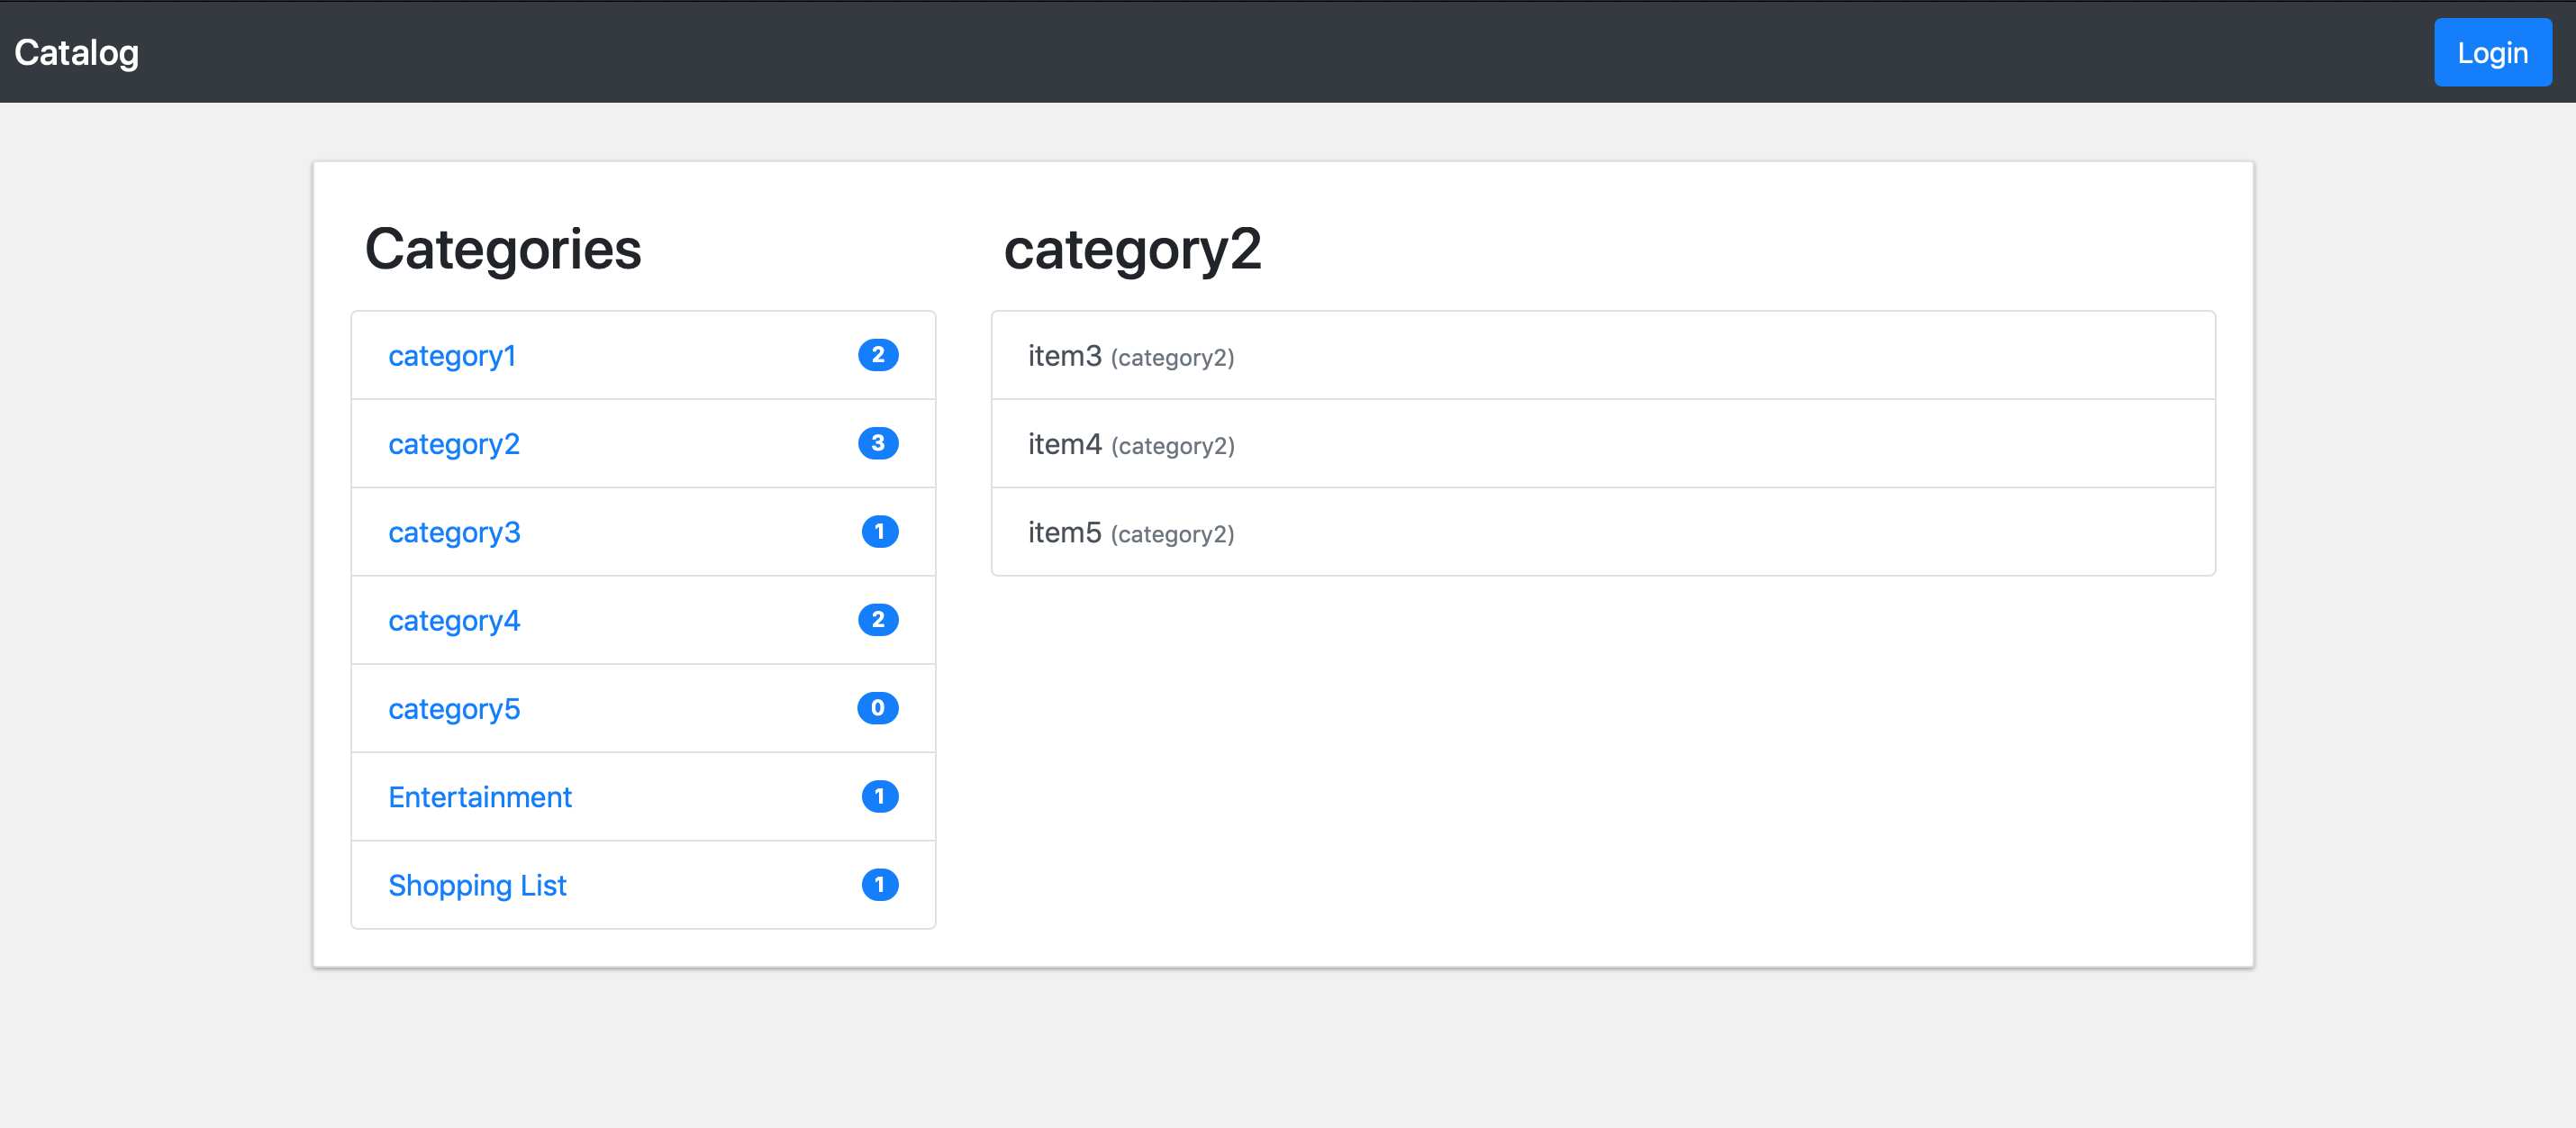 Catalog
Login
Categories
category1 2
category2 3
category3 1
category4 2
category5 0
Entertainment 1
Shopping List 1
category2
item3 (category2)
item4 (category2)
item5 (category2)